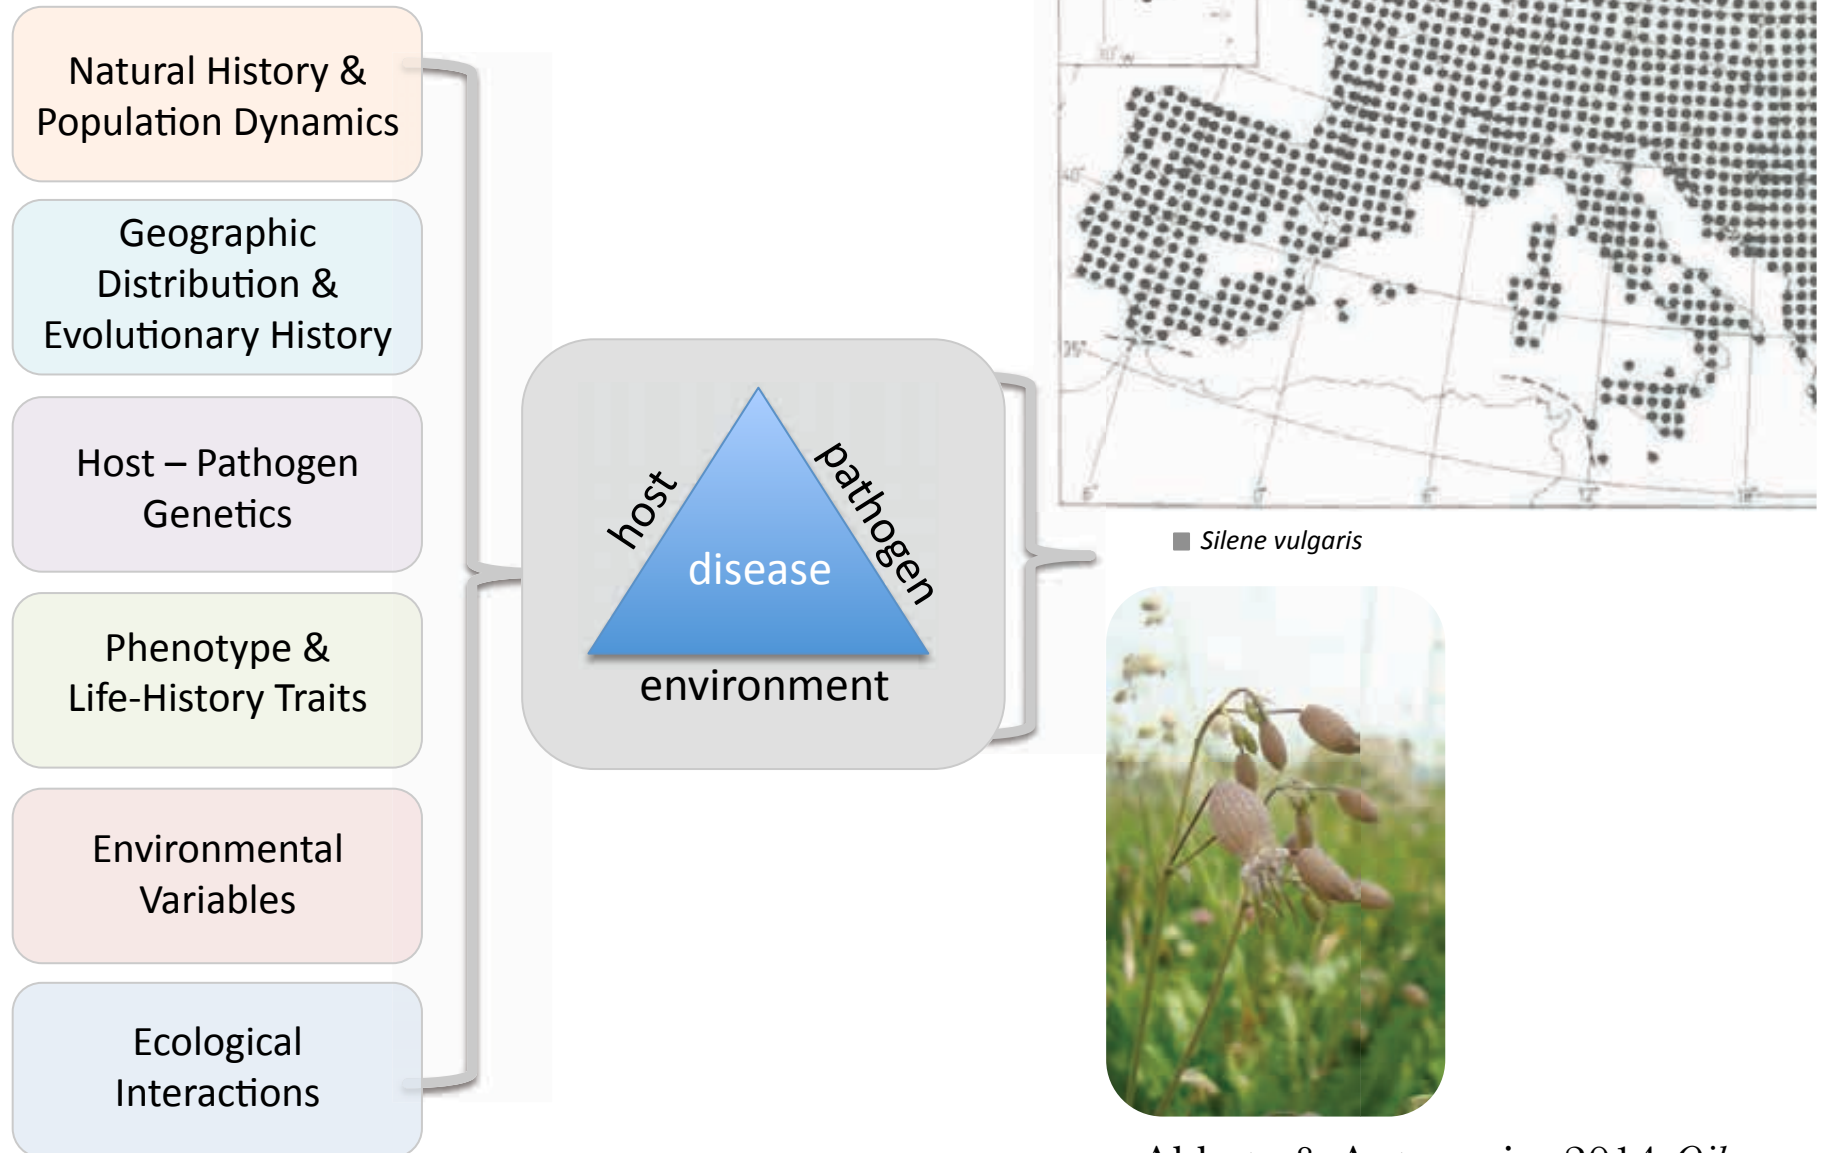 Natural History &
Population Dynamics
Geographic
Distribution &
Evolutionary History
Host – Pathogen
Genetics
Phenotype &
Life-History Traits
Environmental
Variables
Ecological
Interactions
host
pathogen
disease
environment
Silene vulgaris
2014